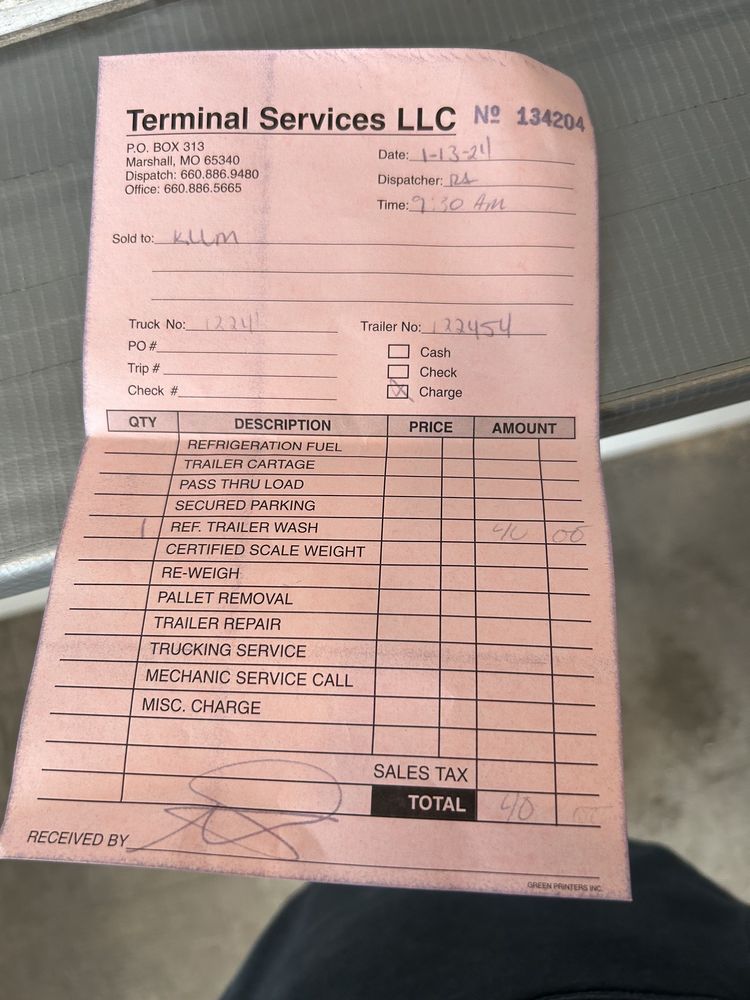 Terminal Services LLC Nº 134204
P.O. BOX 313
Marshall, MO 65340
Dispatch: 660.886.9480
Office: 660.886.5665
Date: 1-13-24
Dispatcher: RA
Time: 9:30 AM
Sold to: KLLM
Truck No: 12241
Trailer No: 122454
PO #
Trip #
Check #
Cash
Check
X Charge
QTY DESCRIPTION PRICE AMOUNT
REFRIGERATION FUEL
TRAILER CARTAGE
PASS THRU LOAD
SECURED PARKING
1 REF. TRAILER WASH 40 00
CERTIFIED SCALE WEIGHT
RE-WEIGH
PALLET REMOVAL
TRAILER REPAIR
TRUCKING SERVICE
MECHANIC SERVICE CALL
MISC. CHARGE
SALES TAX
TOTAL 40 00
RECEIVED BY
GREEN PRINTERS INC.